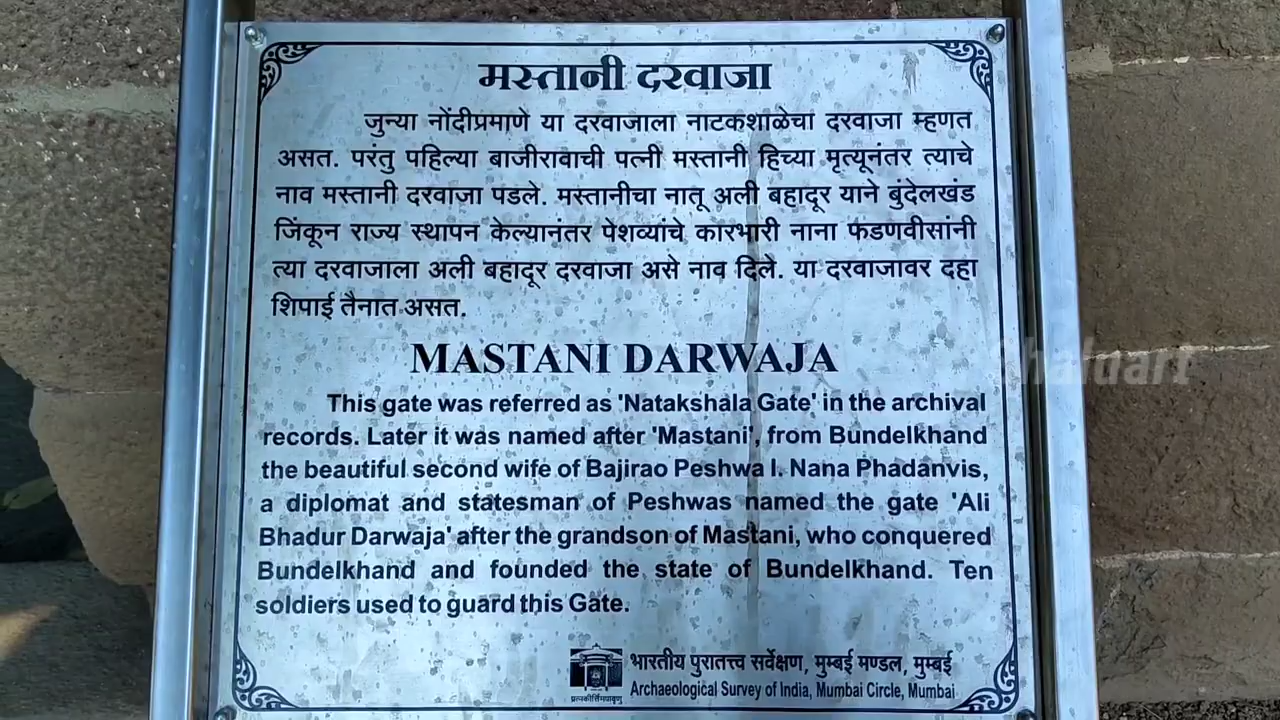 मस्तानी दरवाजा
जुन्या नोंदीप्रमाणे या दरवाजाला नाटकशाळेचा दरवाजा म्हणत
असत. परंतु पहिल्या बाजीरावाची पत्नी मस्तानी हिच्या मृत्यूनंतर त्याचे
नाव मस्तानी दरवाजा पडले. मस्तानीचा नातू अली बहादूर याने बुंदेलखंड
जिंकून राज्य स्थापन केल्यानंतर पेशव्यांचे कारभारी नाना फडणवीसांनी
त्या दरवाजाला अली बहादूर दरवाजा असे नाव दिले. या दरवाजावर दहा
शिपाई तैनात असत.
MASTANI DARWAJA
This gate was referred as 'Natakshala Gate' in the archival
records. Later it was named after 'Mastani', from Bundelkhand
the beautiful second wife of Bajirao Peshwa I. Nana Phadanvis,
a diplomat and statesman of Peshwas named the gate 'Ali
Bhadur Darwaja' after the grandson of Mastani, who conquered
Bundelkhand and founded the state of Bundelkhand. Ten
soldiers used to guard this Gate.
भारतीय पुरातत्त्व सर्वेक्षण, मुम्बई मण्डल, मुम्बई
Archaeological Survey of India, Mumbai Circle, Mumbai